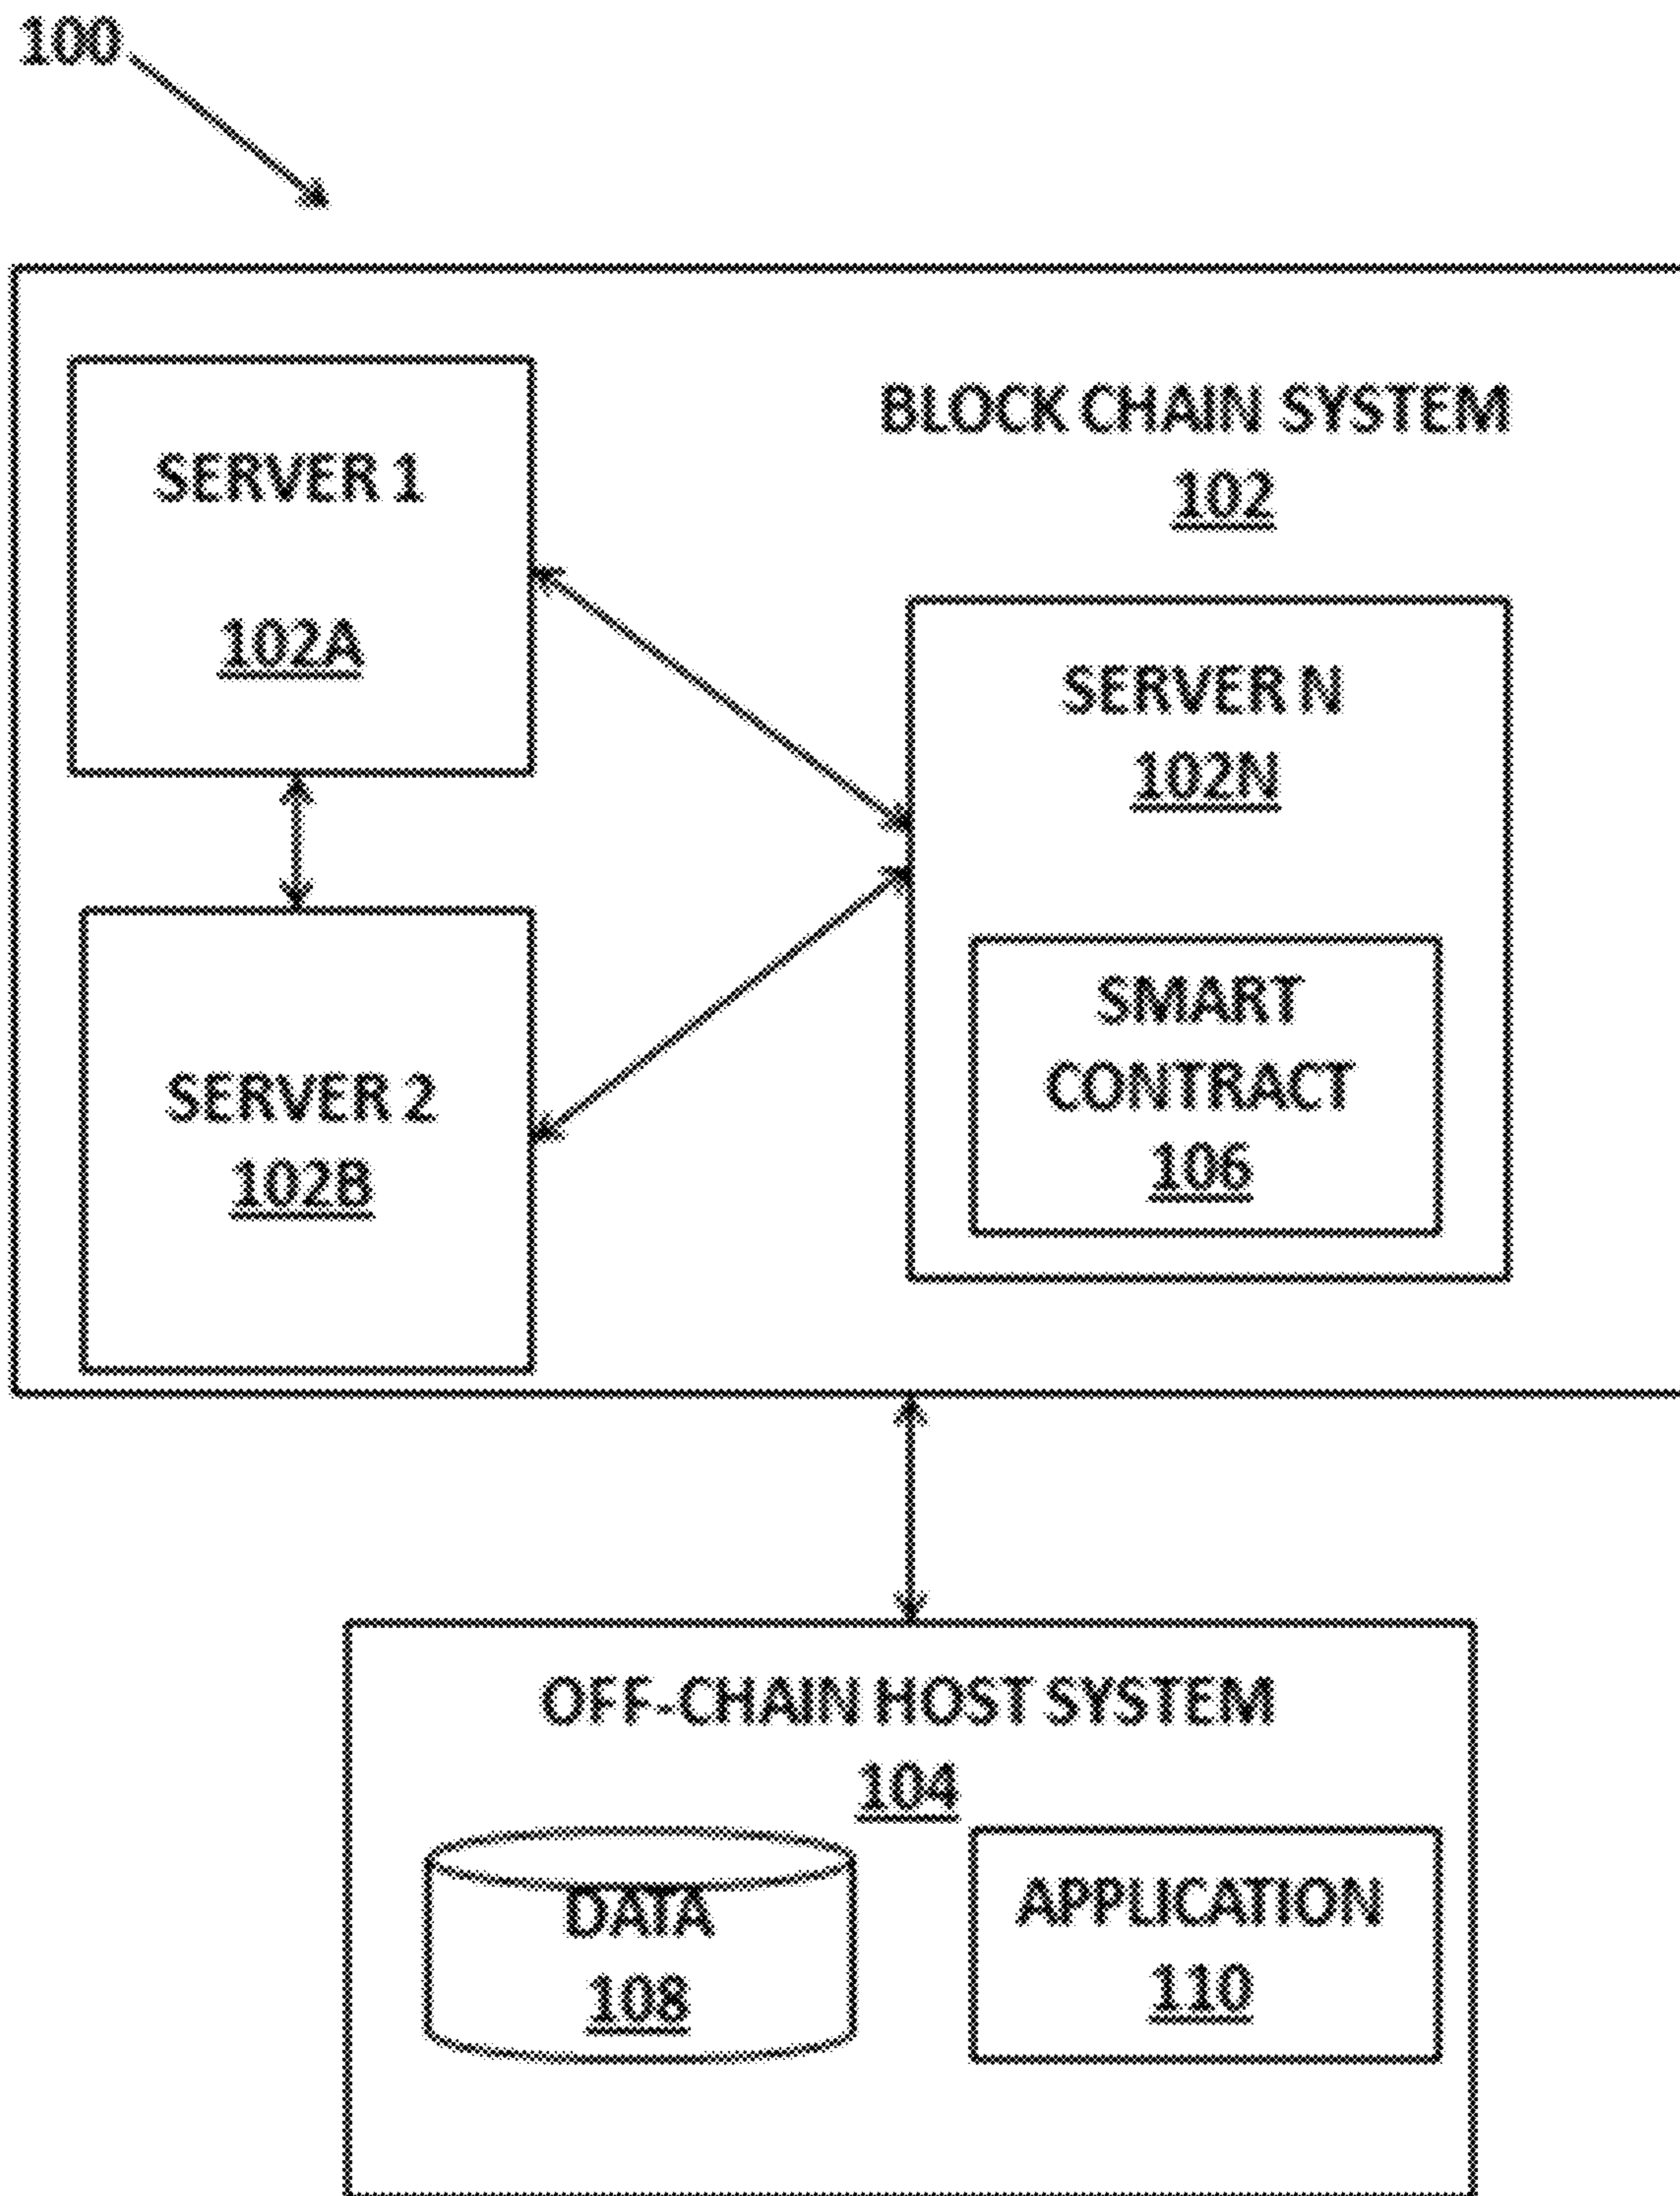 100
BLOCK CHAIN SYSTEM
102
SERVER 1
102A
SERVER N
102N
SMART
CONTRACT
106
SERVER 2
102B
OFF-CHAIN HOST SYSTEM
104
DATA
108
APPLICATION
110